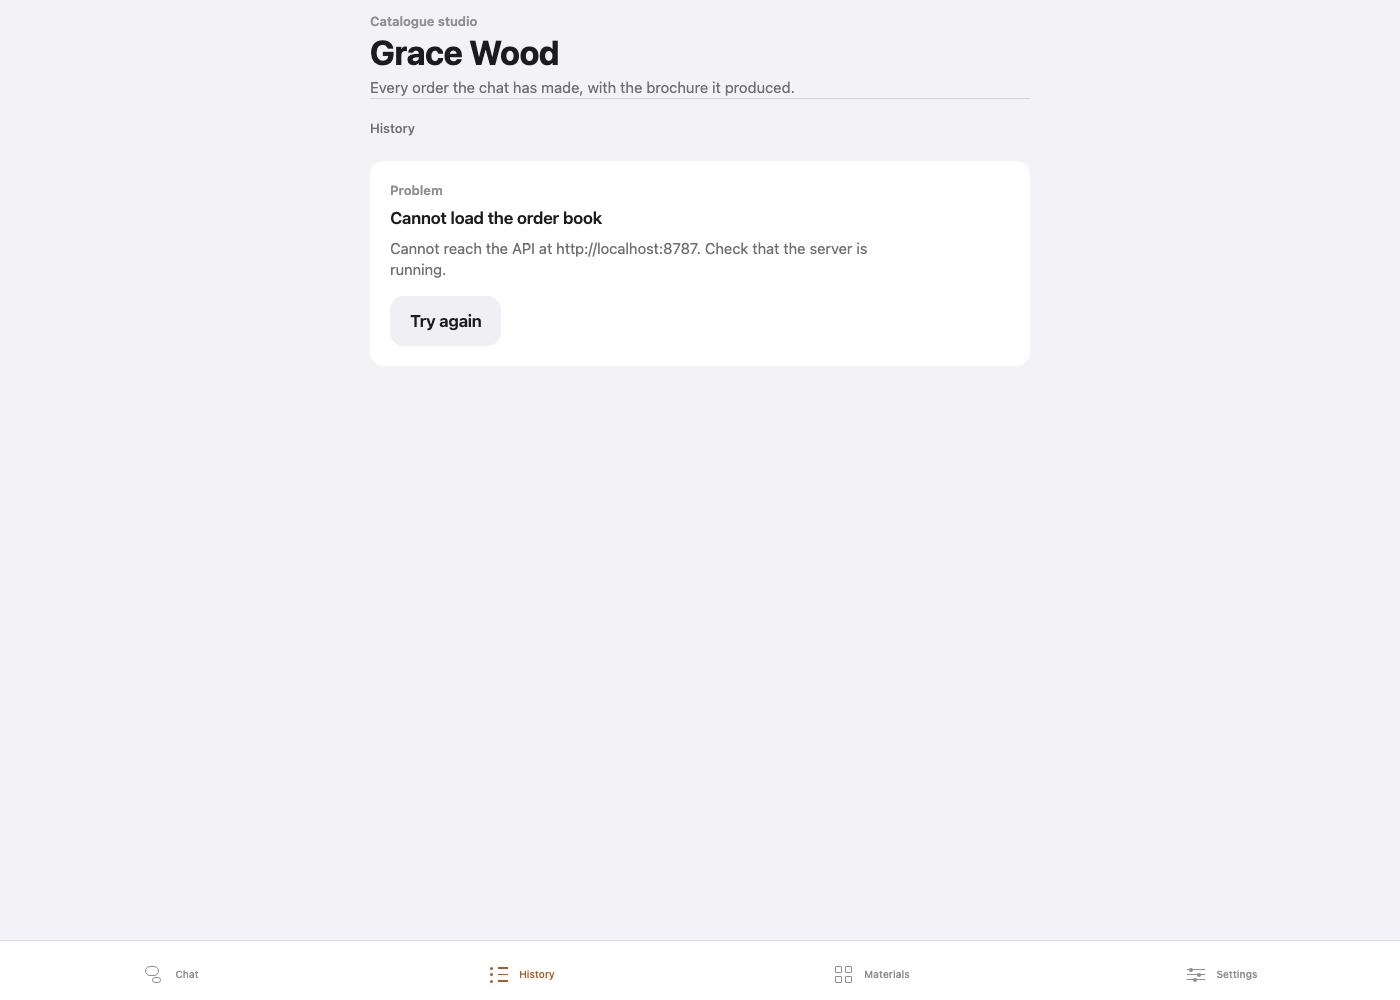 Catalogue studio
Grace Wood
Every order the chat has made, with the brochure it produced.
History
Problem
Cannot load the order book
Cannot reach the API at http://localhost:8787. Check that the server is
running.
Try again
Chat
History
Materials
Settings